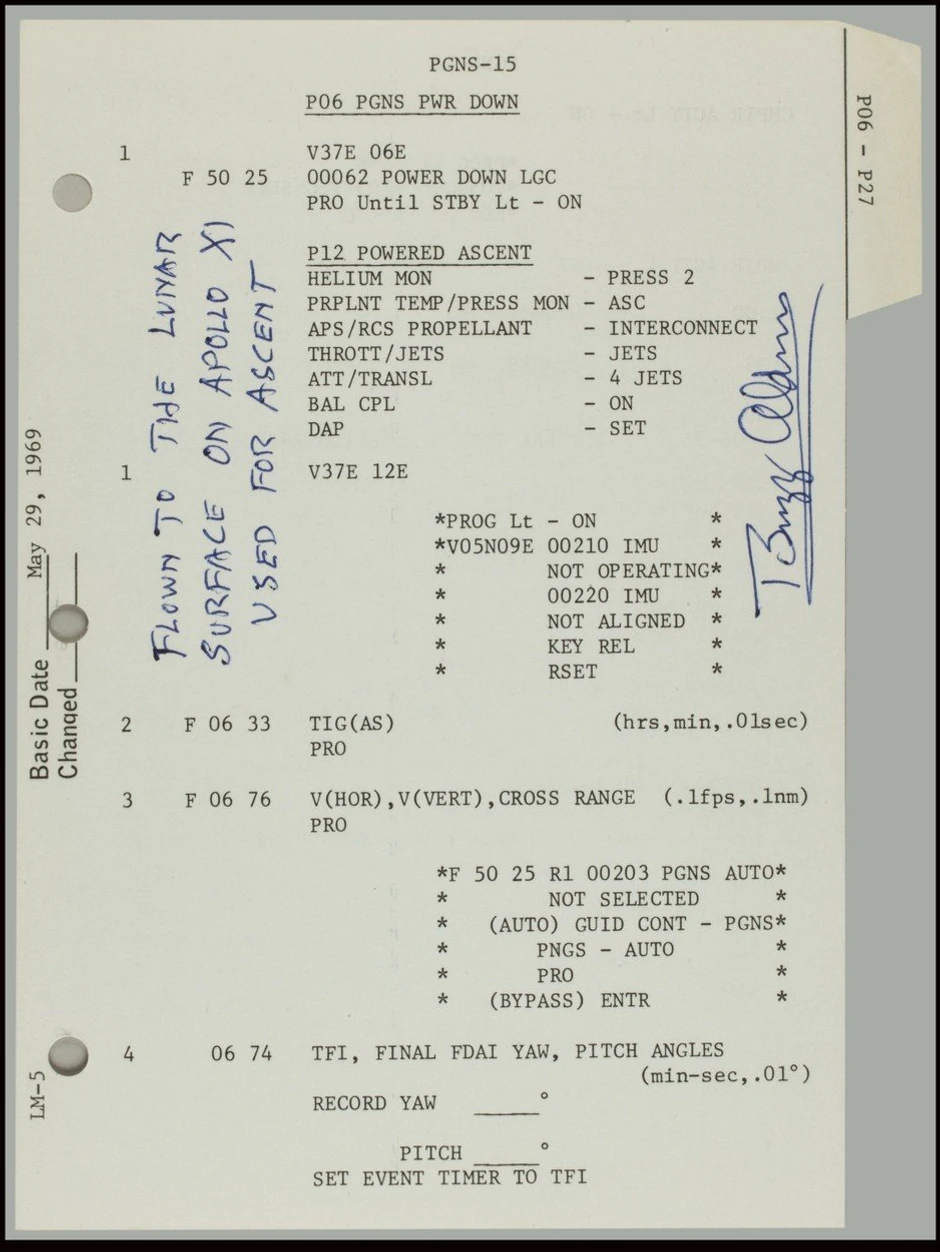 PGNS-15
P06 PGNS PWR DOWN
1 V37E 06E
F 50 25 00062 POWER DOWN LGC
PRO Until STBY Lt - ON
P12 POWERED ASCENT
HELIUM MON - PRESS 2
PRPLNT TEMP/PRESS MON - ASC
APS/RCS PROPELLANT - INTERCONNECT
THROTT/JETS - JETS
ATT/TRANSL - 4 JETS
BAL CPL - ON
DAP - SET
1 V37E 12E
*PROG Lt - ON *
*V05N09E 00210 IMU *
* NOT OPERATING*
* 00220 IMU *
* NOT ALIGNED *
* KEY REL *
* RSET *
2 F 06 33 TIG(AS) (hrs,min,.01sec)
PRO
3 F 06 76 V(HOR),V(VERT),CROSS RANGE (.1fps,.1nm)
PRO
*F 50 25 R1 00203 PGNS AUTO*
* NOT SELECTED *
* (AUTO) GUID CONT - PGNS*
* PNGS - AUTO *
* PRO *
* (BYPASS) ENTR *
4 06 74 TFI, FINAL FDAI YAW, PITCH ANGLES
(min-sec,.01°)
RECORD YAW _____°
PITCH _____°
SET EVENT TIMER TO TFI
FLOWN TO THE LUNAR
SURFACE ON APOLLO XI
USED FOR ASCENT
Buzz Aldrin
Basic Date May 29, 1969
Changed
LM-5
P06 - P27